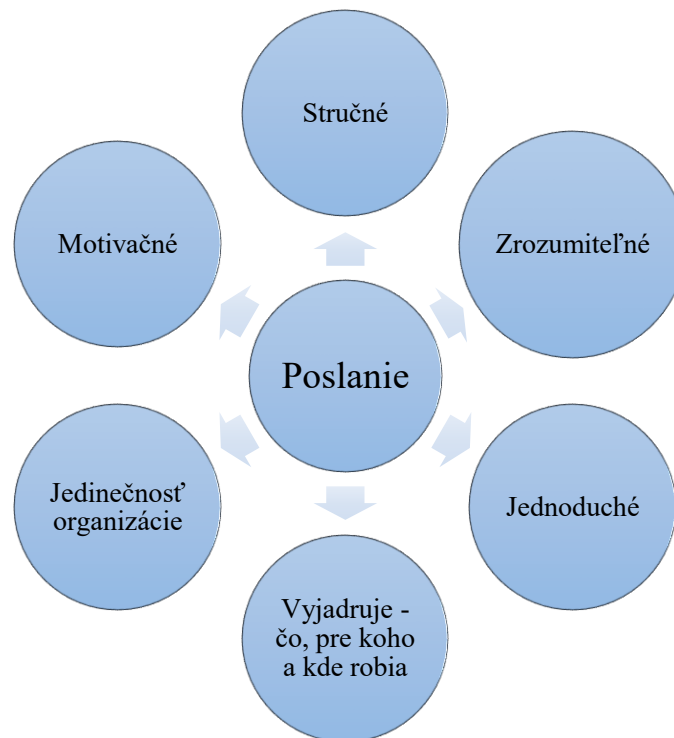 Stručné
Motivačné
Zrozumiteľné
Poslanie
Jedinečnosť
organizácie
Jednoduché
Vyjadruje -
čo, pre koho
a kde robia